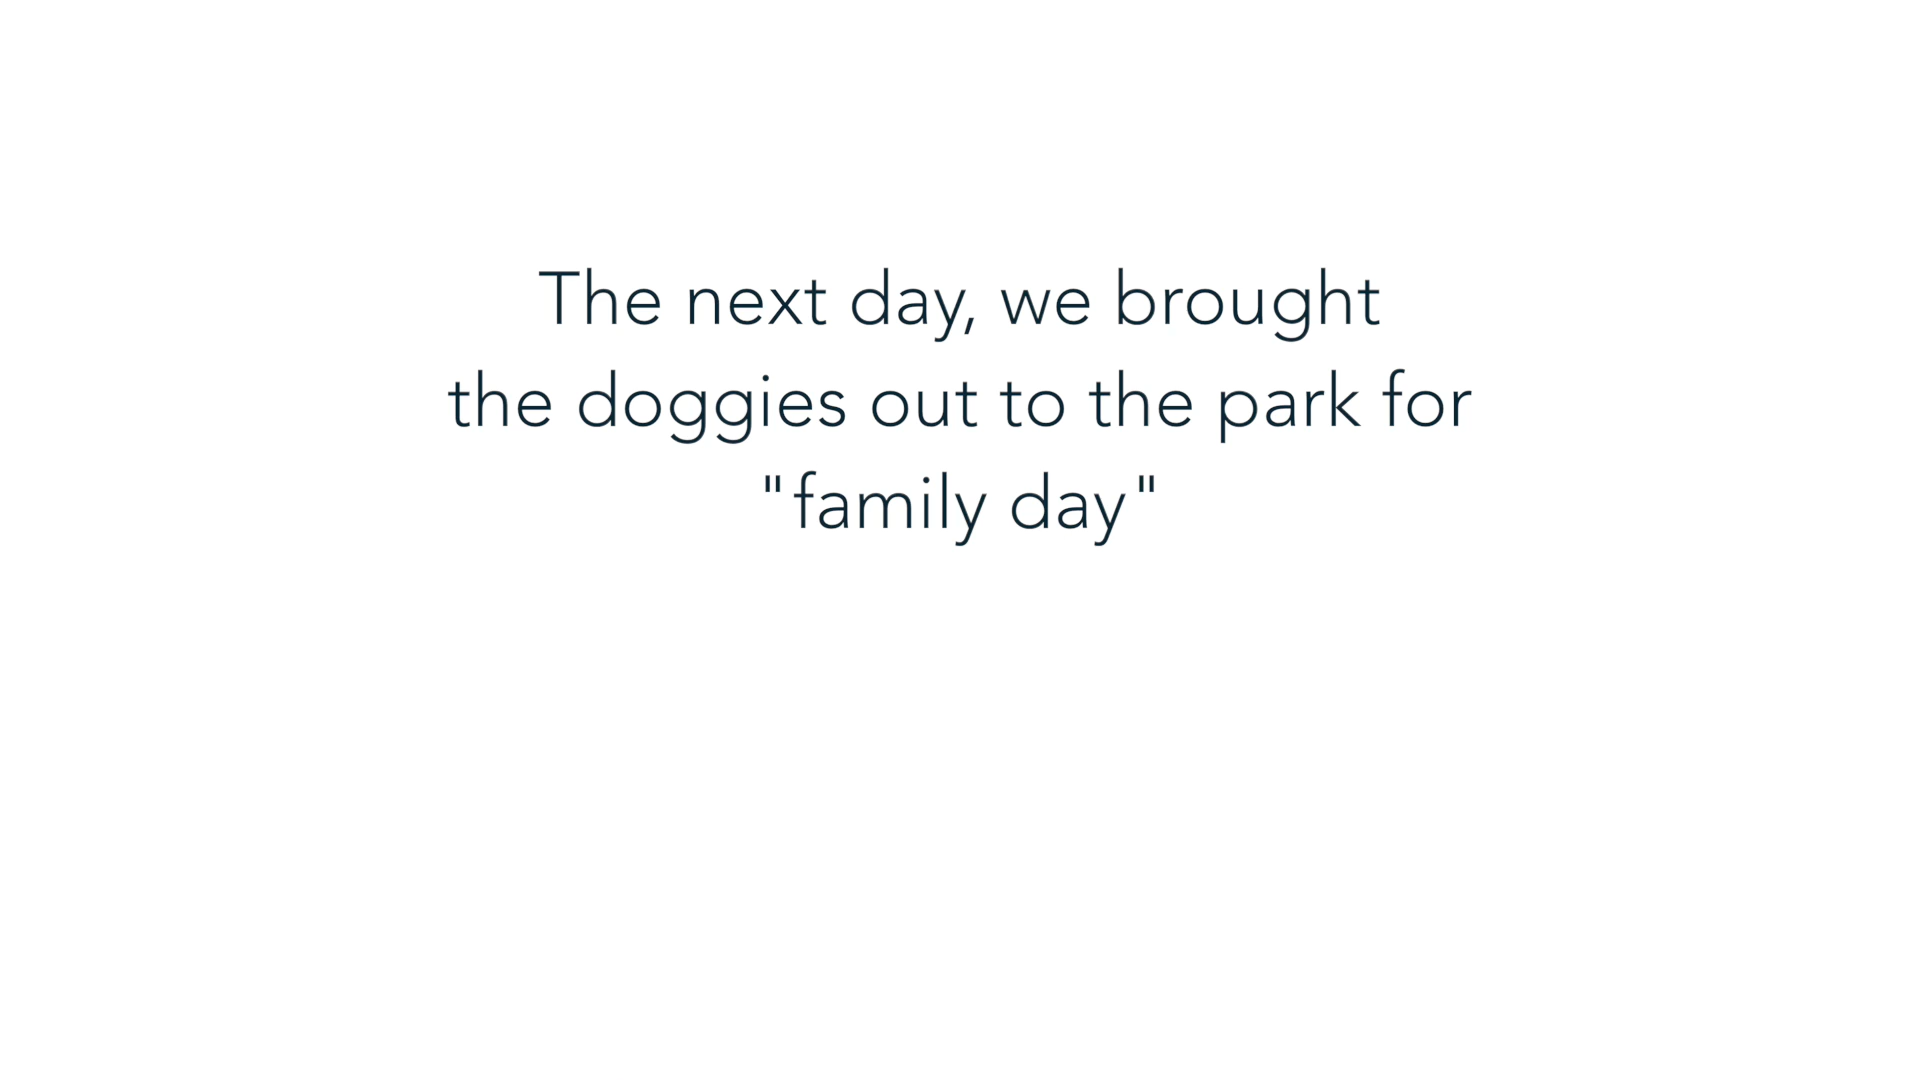 The next day, we brought
the doggies out to the park for
"family day"